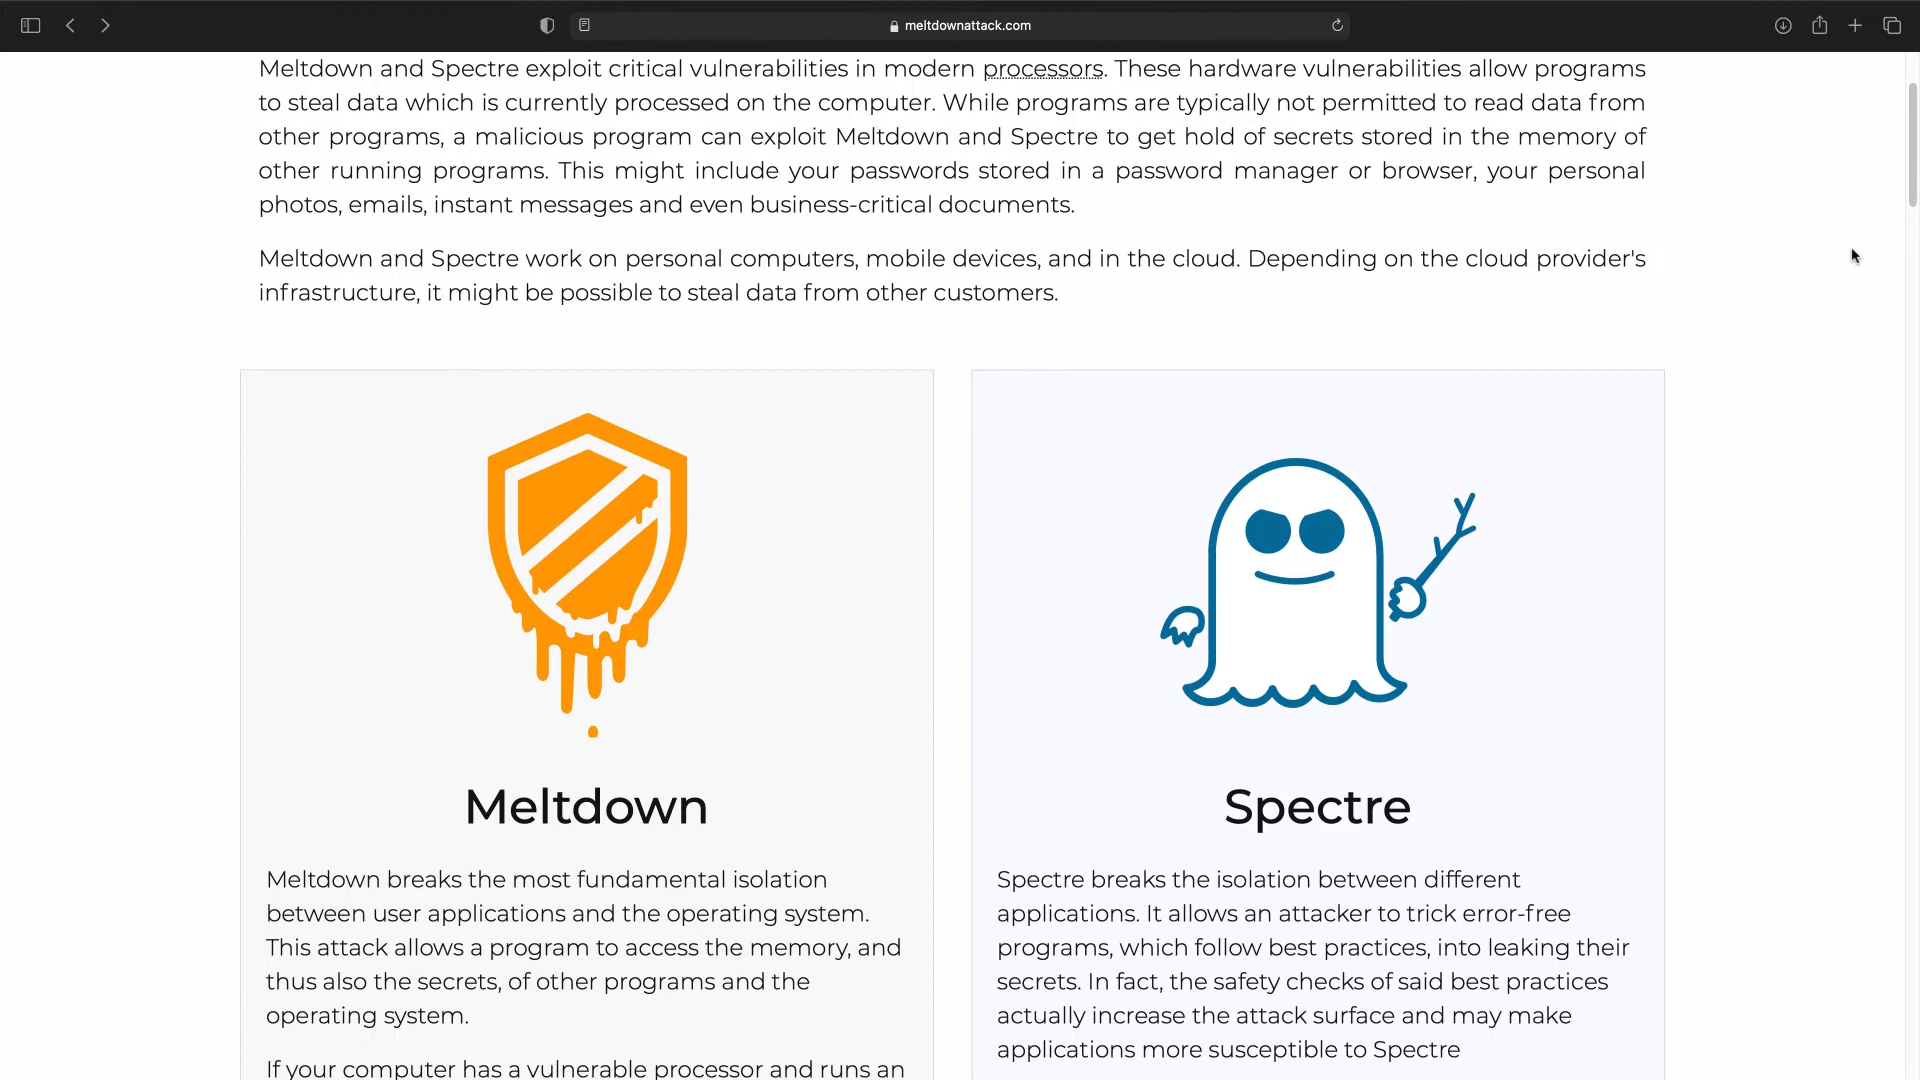 meltdownattack.com
Meltdown and Spectre exploit critical vulnerabilities in modern processors. These hardware vulnerabilities allow programs
to steal data which is currently processed on the computer. While programs are typically not permitted to read data from
other programs, a malicious program can exploit Meltdown and Spectre to get hold of secrets stored in the memory of
other running programs. This might include your passwords stored in a password manager or browser, your personal
photos, emails, instant messages and even business-critical documents.
Meltdown and Spectre work on personal computers, mobile devices, and in the cloud. Depending on the cloud provider's
infrastructure, it might be possible to steal data from other customers.
Meltdown
Meltdown breaks the most fundamental isolation
between user applications and the operating system.
This attack allows a program to access the memory, and
thus also the secrets, of other programs and the
operating system.
If your computer has a vulnerable processor and runs an
Spectre
Spectre breaks the isolation between different
applications. It allows an attacker to trick error-free
programs, which follow best practices, into leaking their
secrets. In fact, the safety checks of said best practices
actually increase the attack surface and may make
applications more susceptible to Spectre